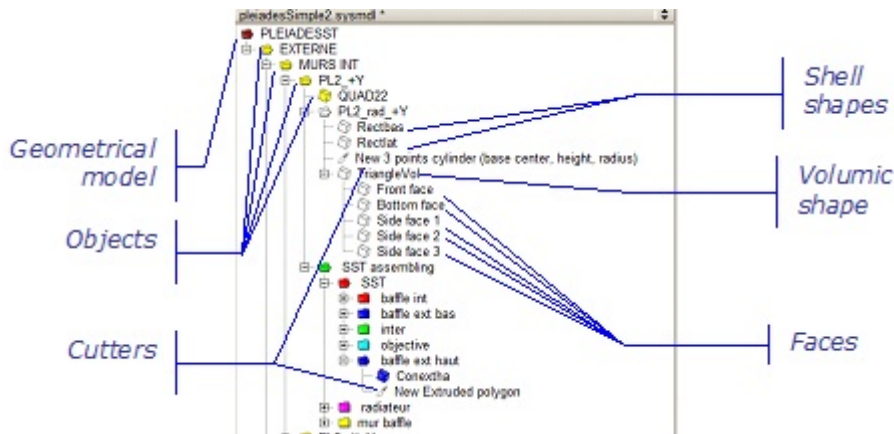 pleiadesSimple2.sysmdl *
PLEIADESSST
EXTERNE
MURS INT
PL2_+Y
QUAD22
PL2_rad_+Y
Rectbas
Rectlat
New 3 points cylinder (base center, height, radius)
TriangleVol
Front face
Bottom face
Side face 1
Side face 2
Side face 3
SST assembling
SST
baffle int
baffle ext bas
inter
objective
baffle ext haut
Conextha
New Extruded polygon
radiateur
mur baffle
Geometrical
model
Objects
Cutters
Shell
shapes
Volumic
shape
Faces